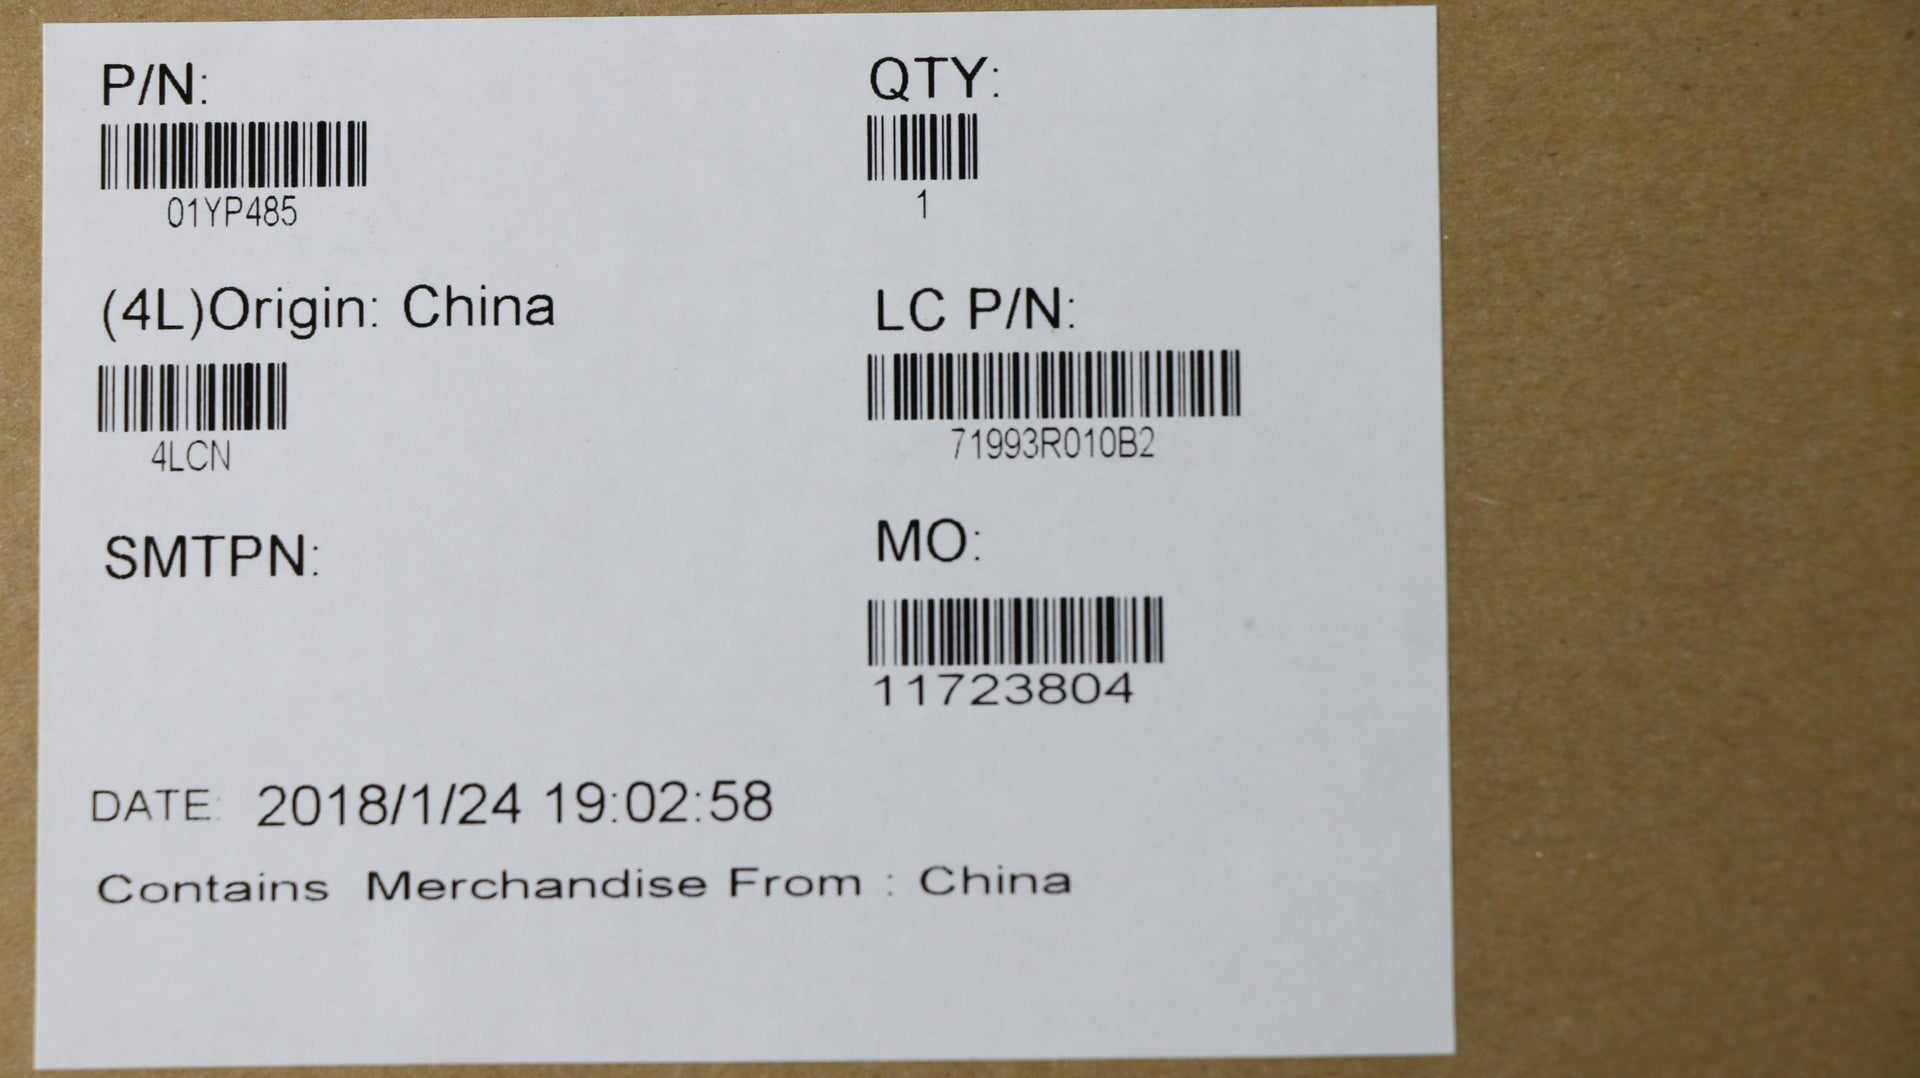 P/N:
01YP485
QTY:
1
(4L)Origin: China
4LCN
LC P/N:
71993R010B2
SMTPN:
MO:
11723804
DATE: 2018/1/24 19:02:58
Contains Merchandise From : China